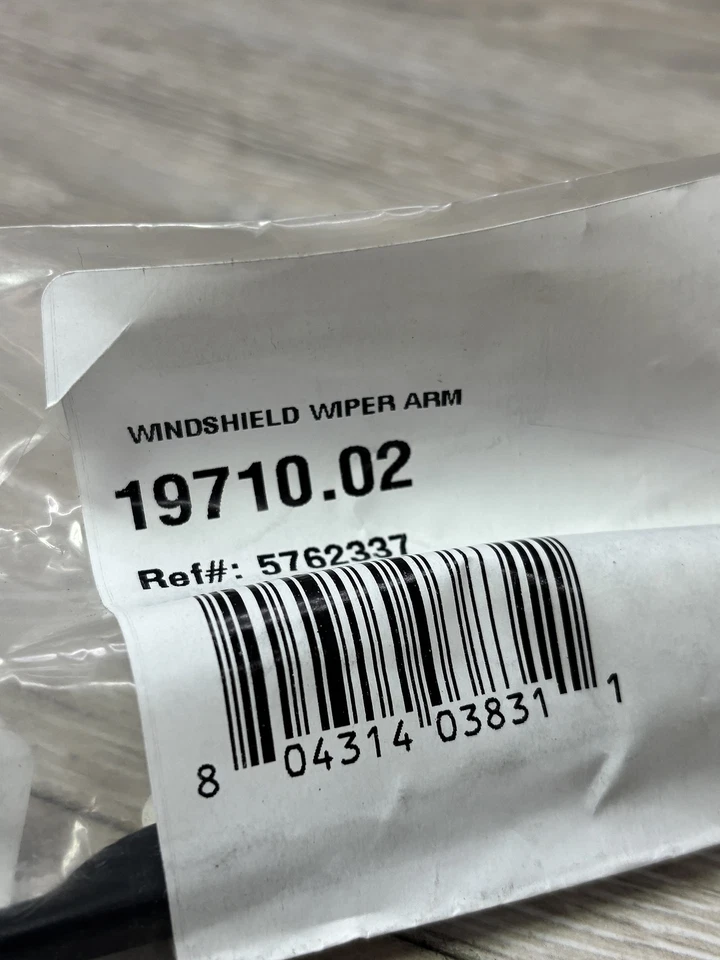 WINDSHIELD WIPER ARM
19710.02
Ref#: 5762337
8 04314 03831 1